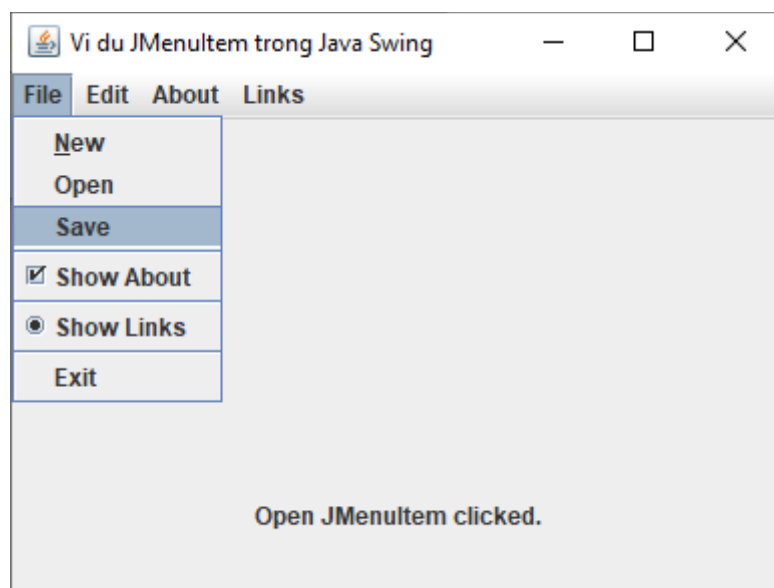 Vi du JMenuItem trong Java Swing
File Edit About Links
New
Open
Save
Show About
Show Links
Exit
Open JMenuItem clicked.